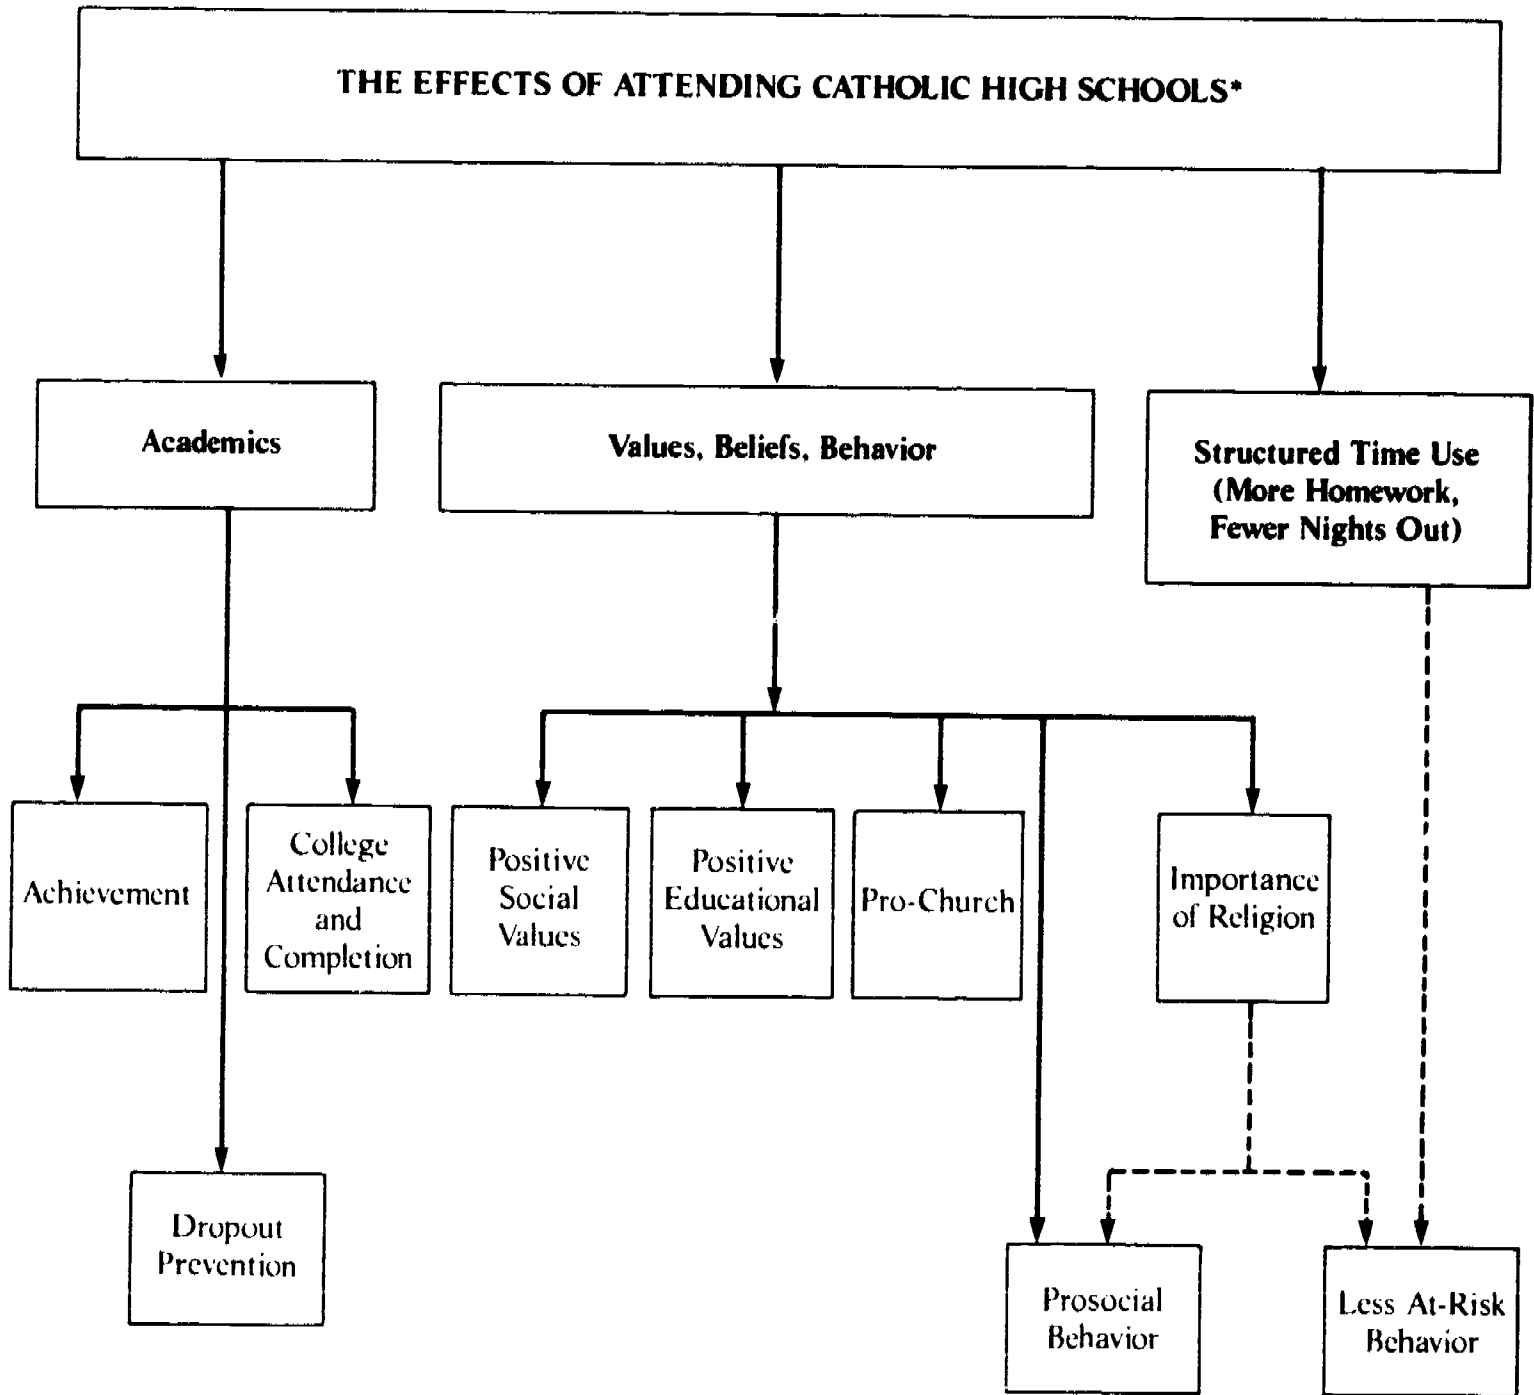 THE EFFECTS OF ATTENDING CATHOLIC HIGH SCHOOLS*
Academics
Values, Beliefs, Behavior
Structured Time Use
(More Homework,
Fewer Nights Out)
Achievement
College
Attendance
and
Completion
Positive
Social
Values
Positive
Educational
Values
Pro-Church
Importance
of Religion
Dropout
Prevention
Prosocial
Behavior
Less At-Risk
Behavior